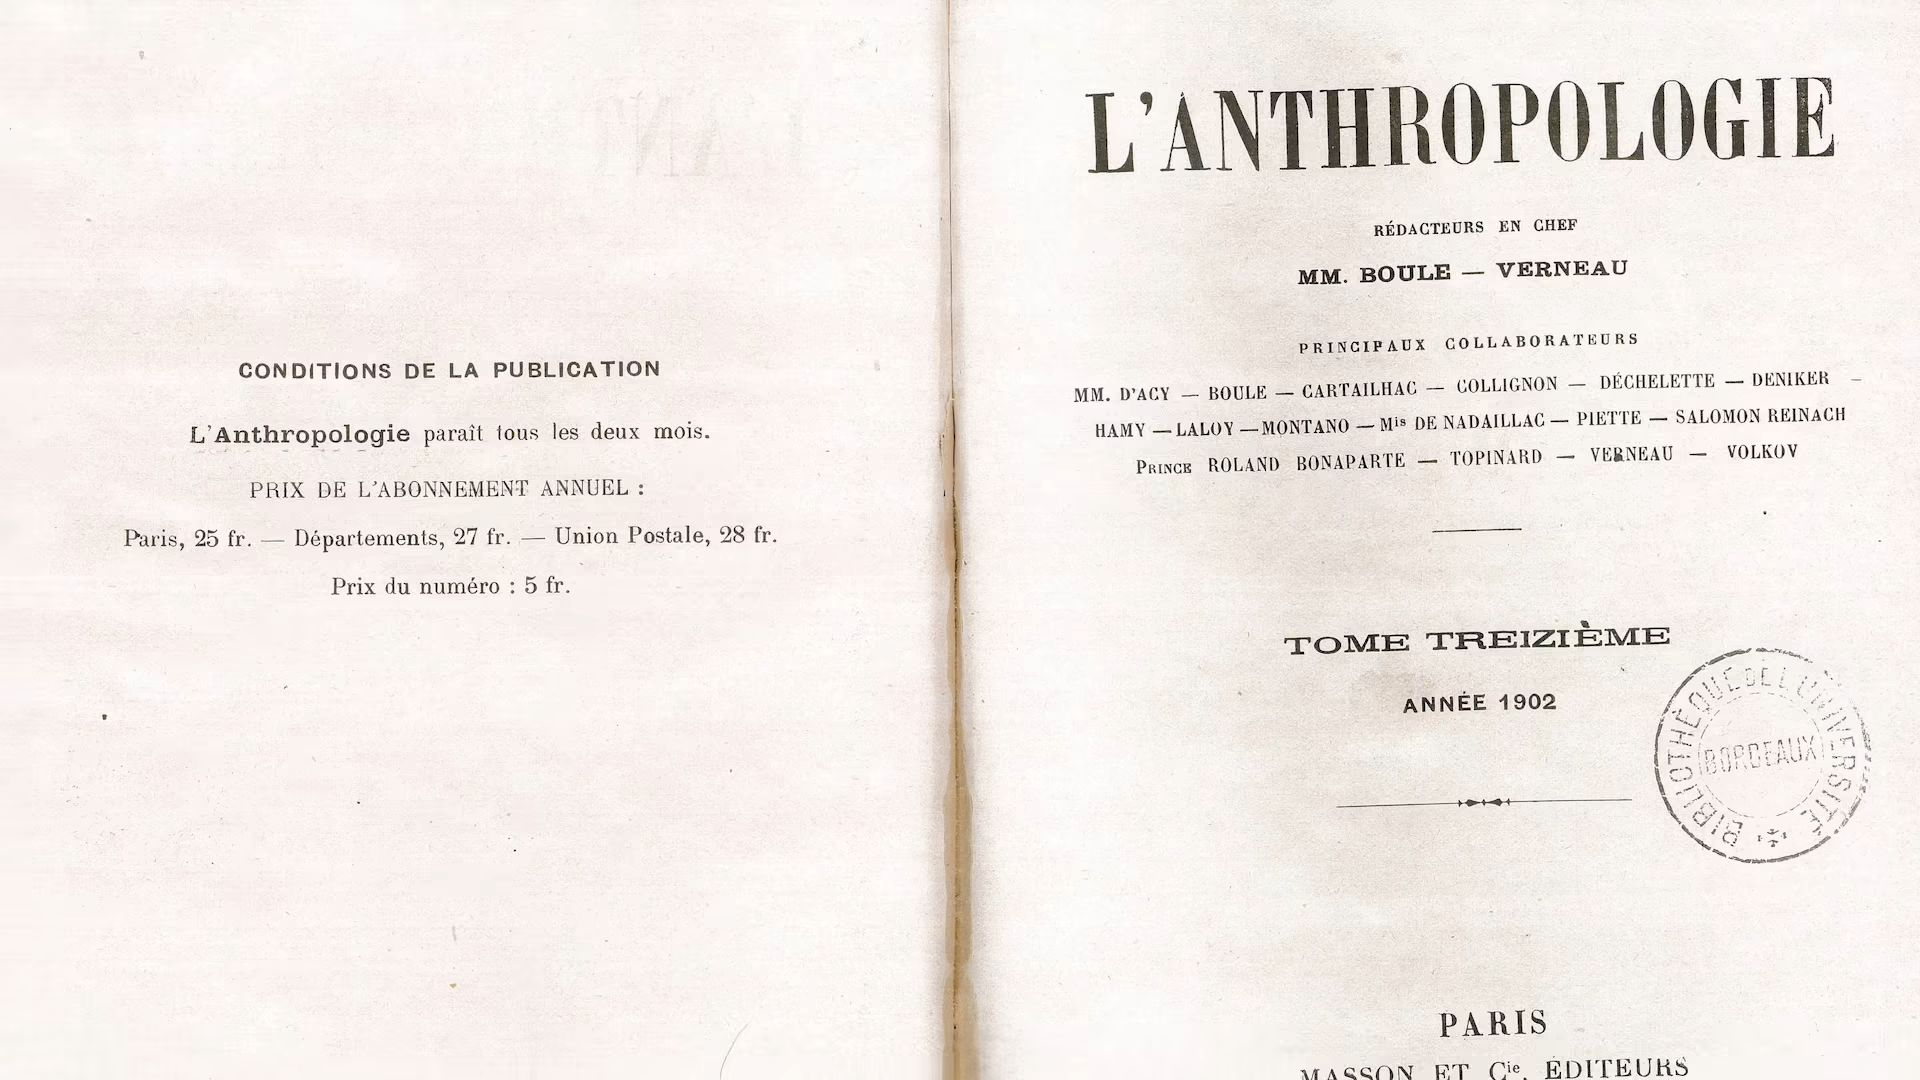 CONDITIONS DE LA PUBLICATION
L'Anthropologie paraît tous les deux mois.
PRIX DE L'ABONNEMENT ANNUEL :
Paris, 25 fr. — Départements, 27 fr. — Union Postale, 28 fr.
Prix du numéro : 5 fr.
L'ANTHROPOLOGIE
RÉDACTEURS EN CHEF
MM. BOULE — VERNEAU
PRINCIPAUX COLLABORATEURS
MM. D'ACY — BOULE — CARTAILHAC — COLLIGNON — DÉCHELETTE — DENIKER —
HAMY — LALOY — MONTANO — Mis DE NADAILLAC — PIETTE — SALOMON REINACH
Prince ROLAND BONAPARTE — TOPINARD — VERNEAU — VOLKOV
TOME TREIZIÈME
ANNÉE 1902
BIBLIOTHÈQUE DE L'UNIVERSITÉ
BORDEAUX
PARIS
MASSON ET Cie, ÉDITEURS